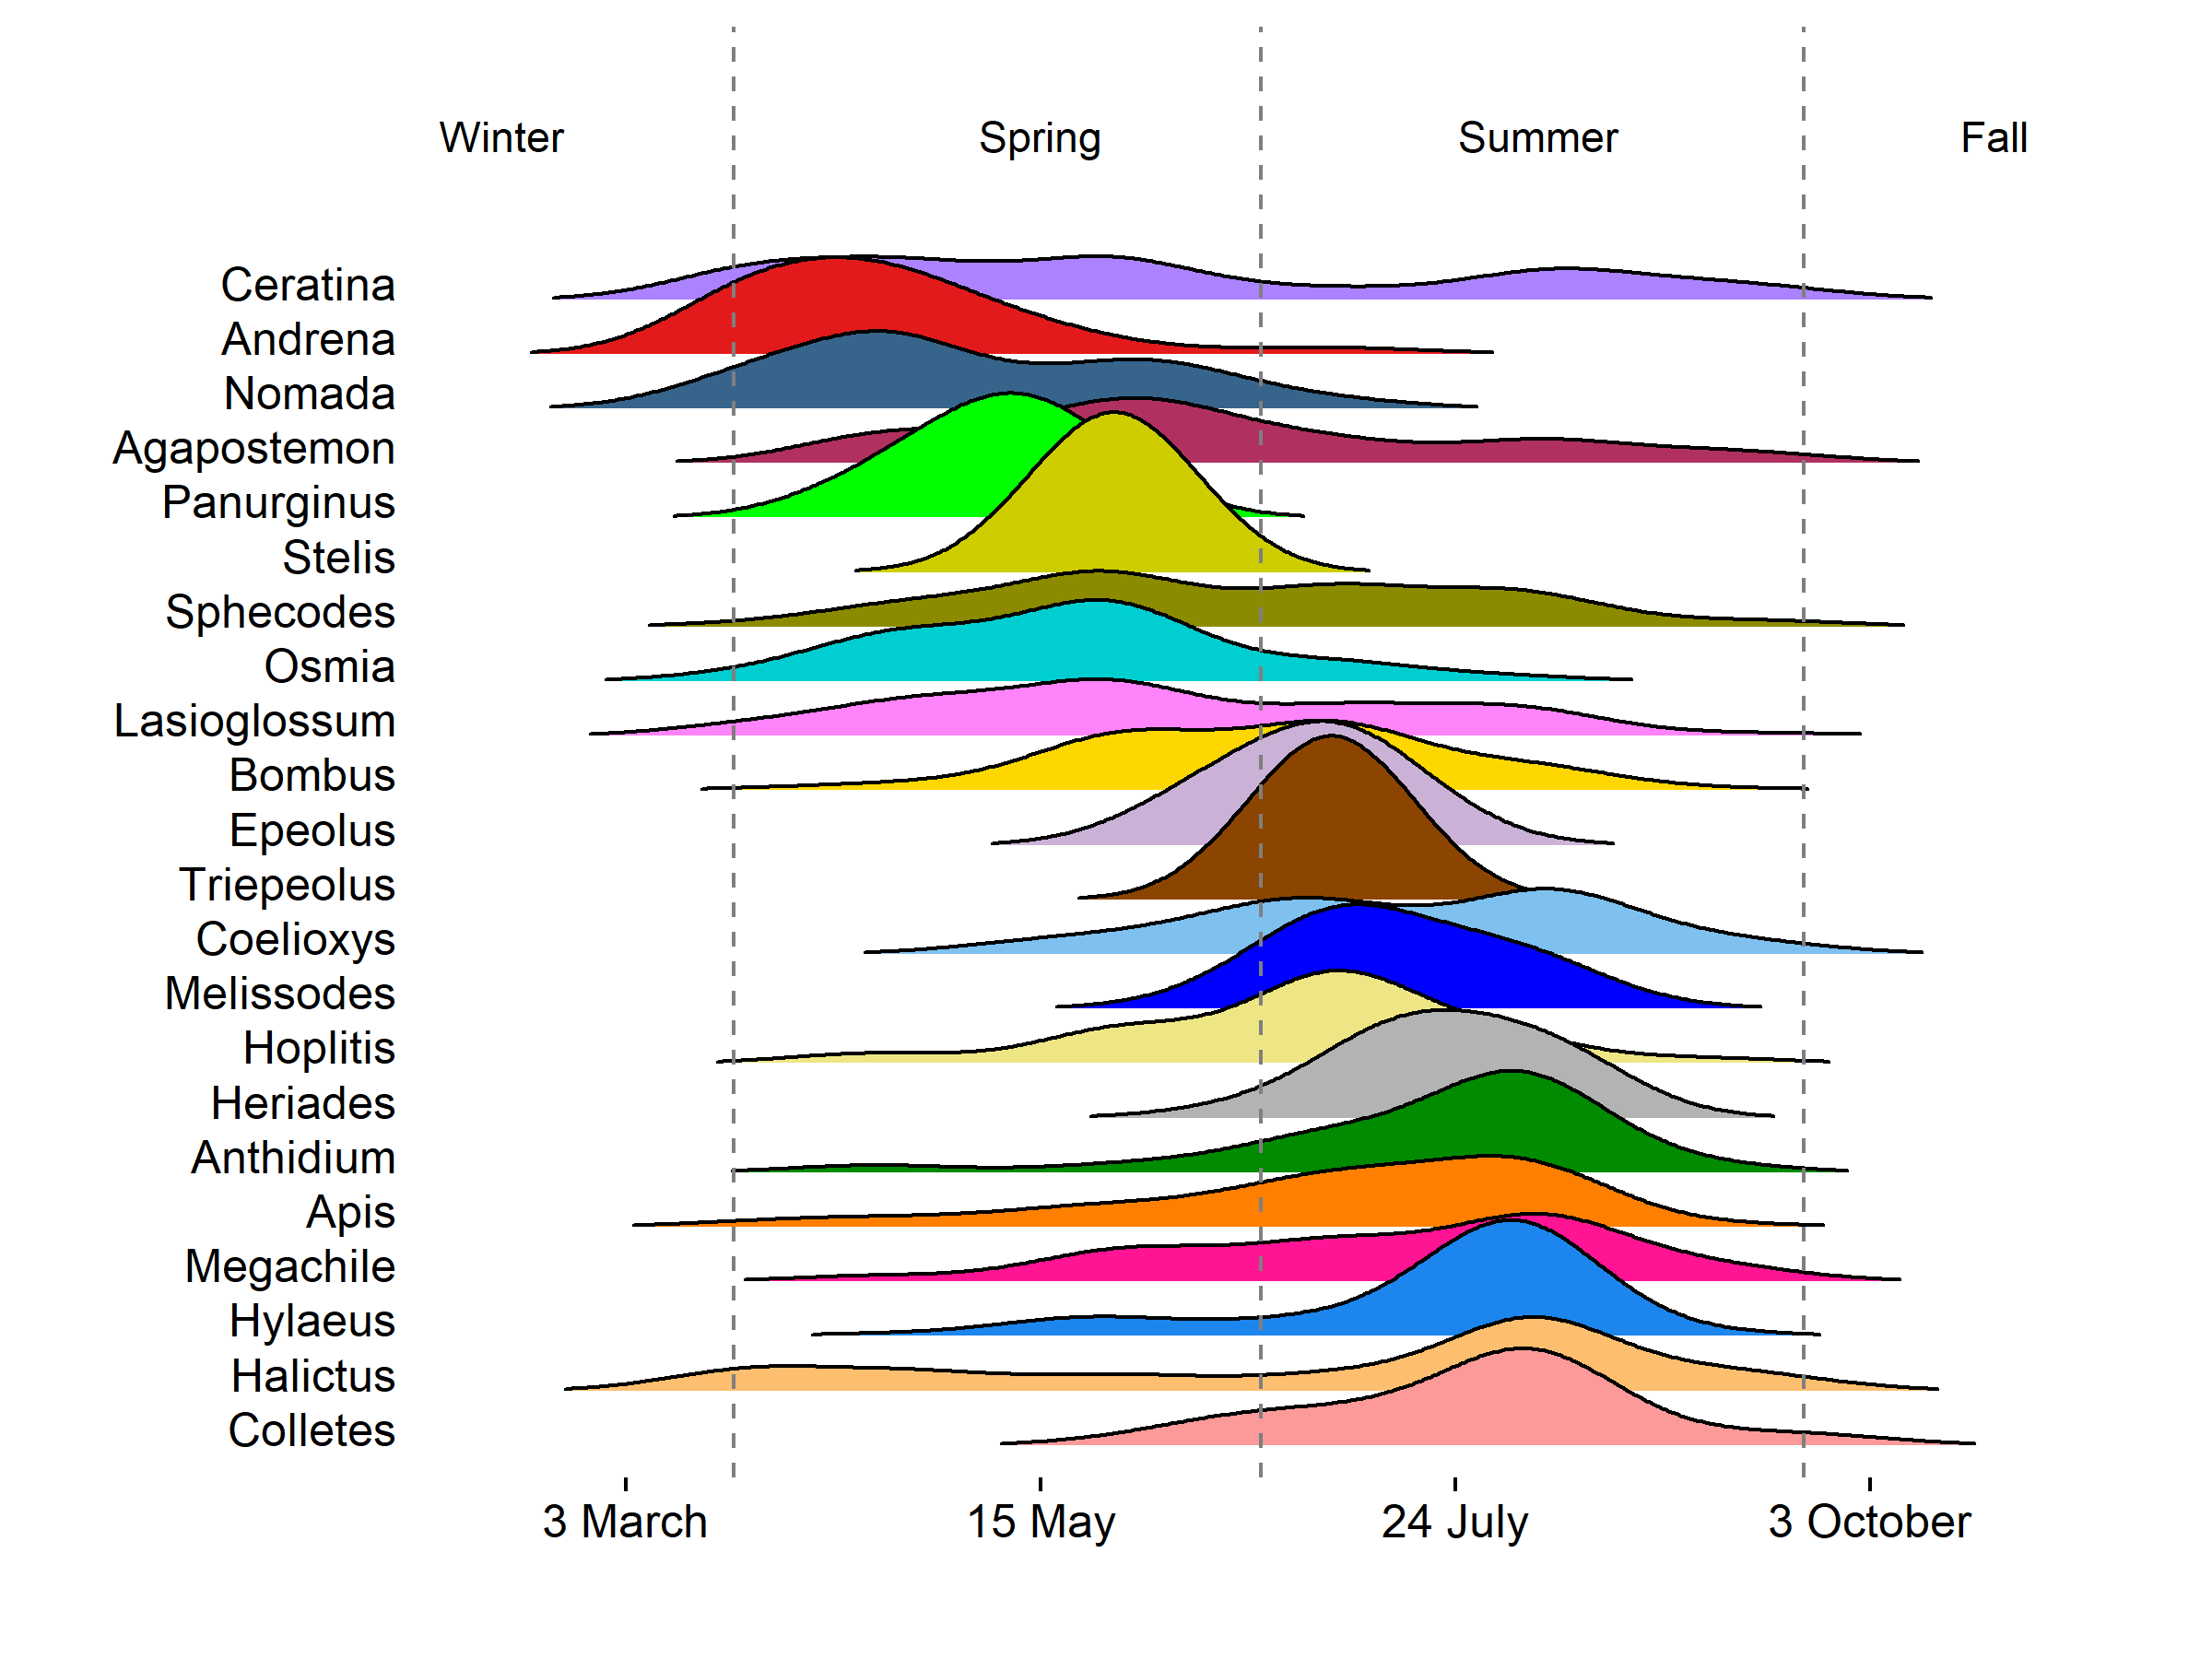 Winter Spring Summer Fall
Ceratina
Andrena
Nomada
Agapostemon
Panurginus
Stelis
Sphecodes
Osmia
Lasioglossum
Bombus
Epeolus
Triepeolus
Coelioxys
Melissodes
Hoplitis
Heriades
Anthidium
Apis
Megachile
Hylaeus
Halictus
Colletes
3 March 15 May 24 July 3 October